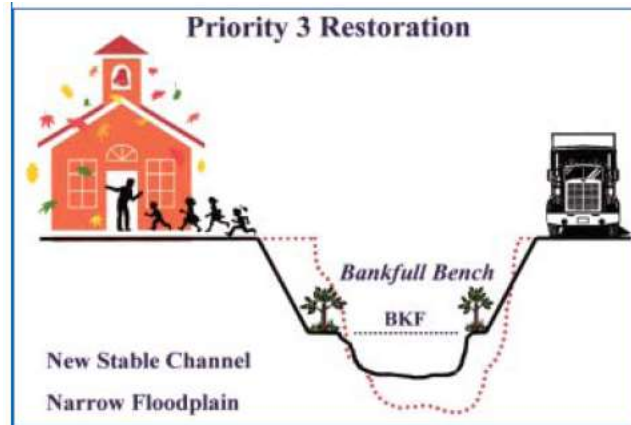 Priority 3 Restoration
Bankfull Bench
BKF
New Stable Channel
Narrow Floodplain